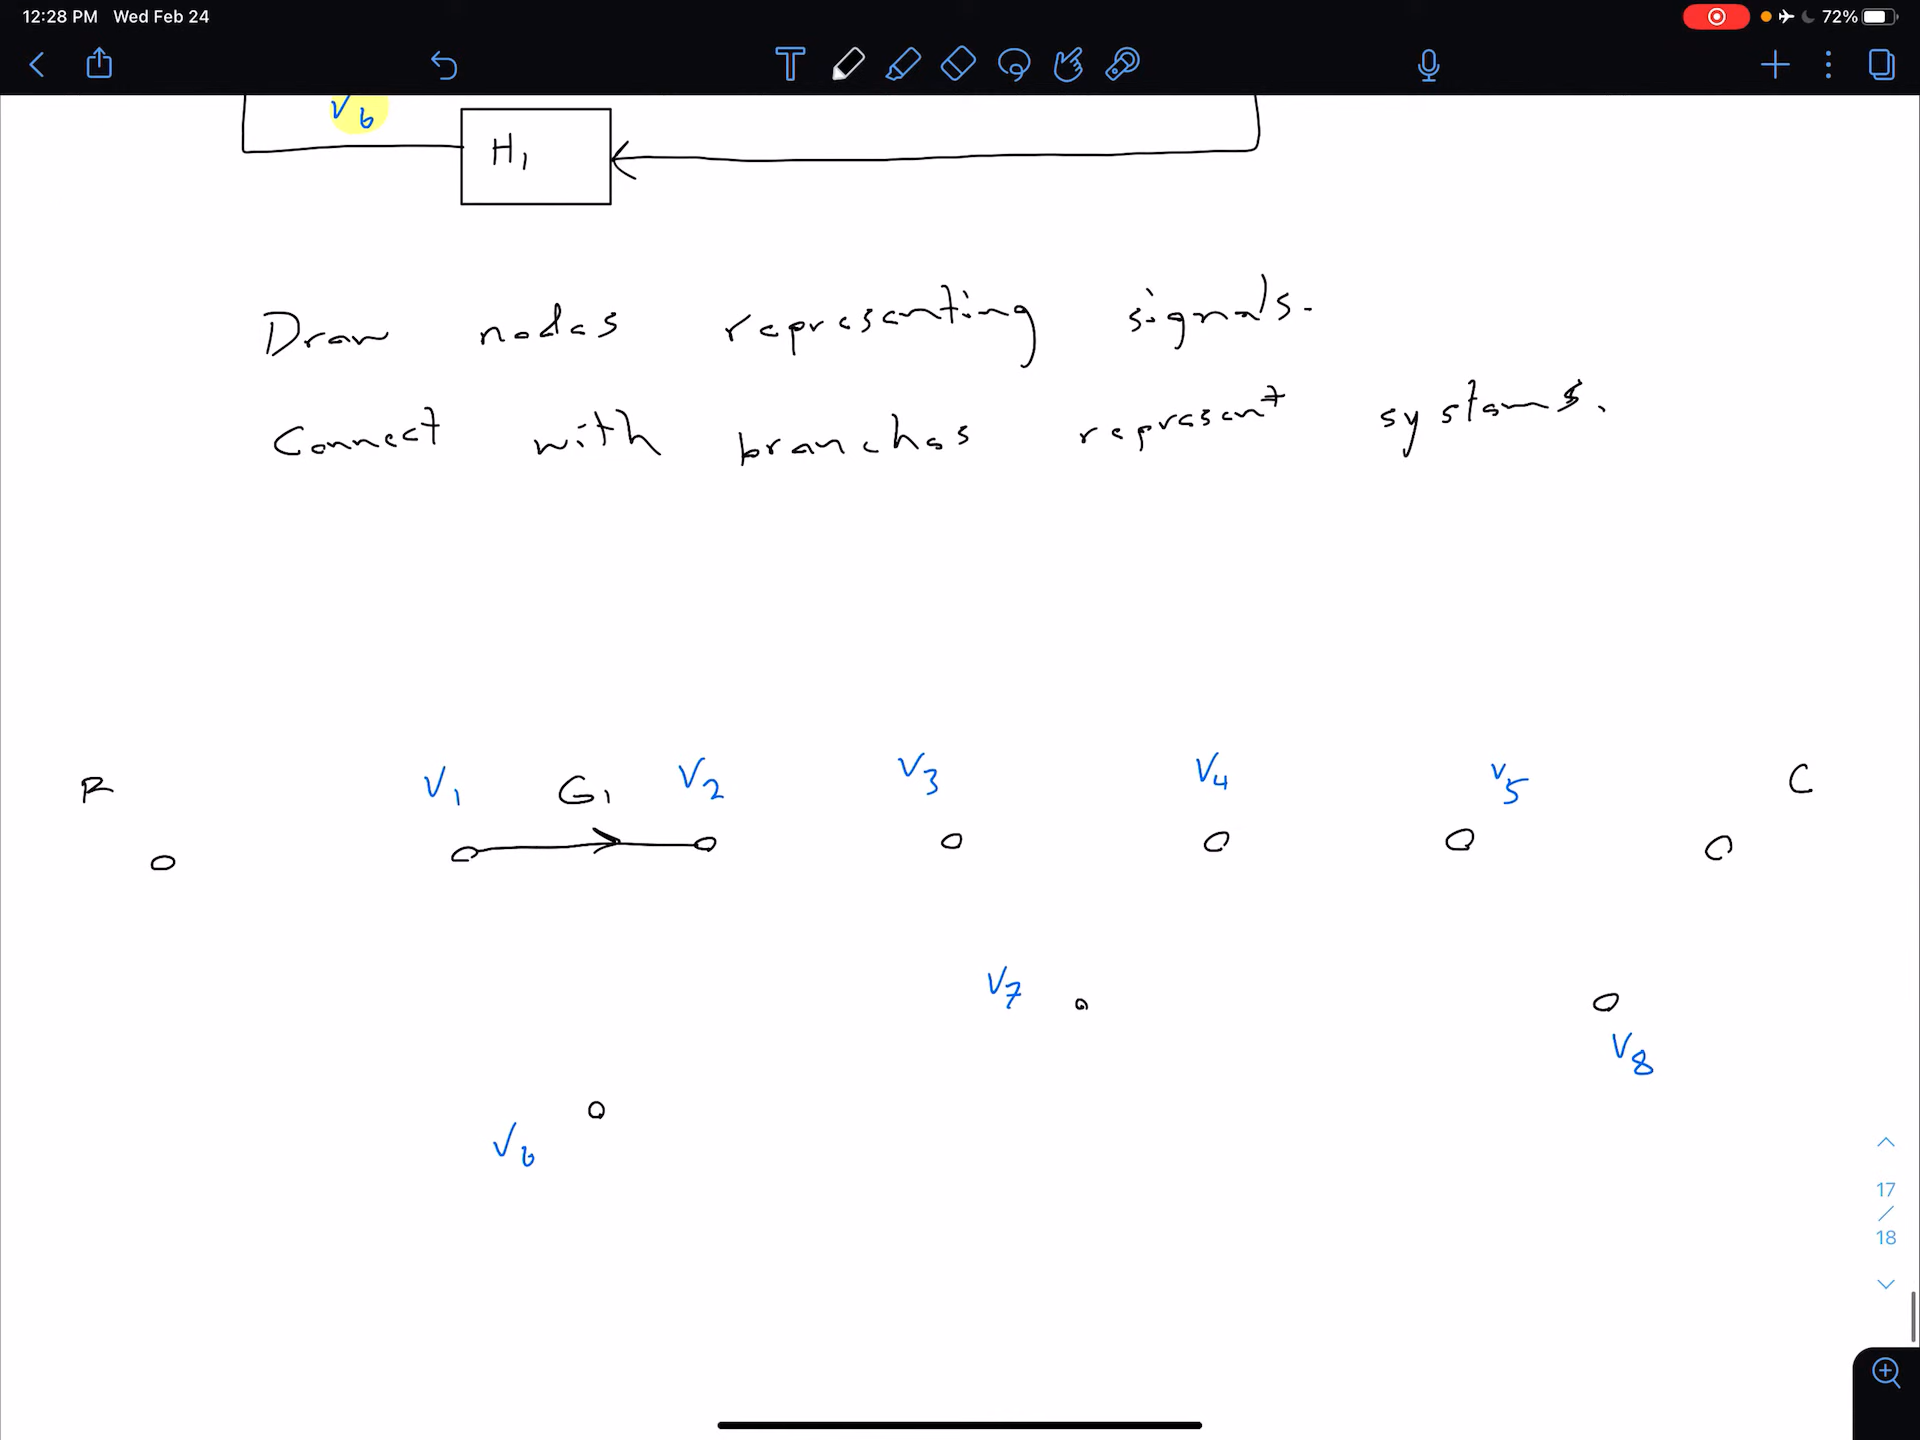 12:28 PM Wed Feb 24
72%
V6
H1
Draw nodes representing signals.
Connect with branches represent systems.
R V1 G1 V2 V3 V4 V5 C
V7
V8
V6
17
/
18